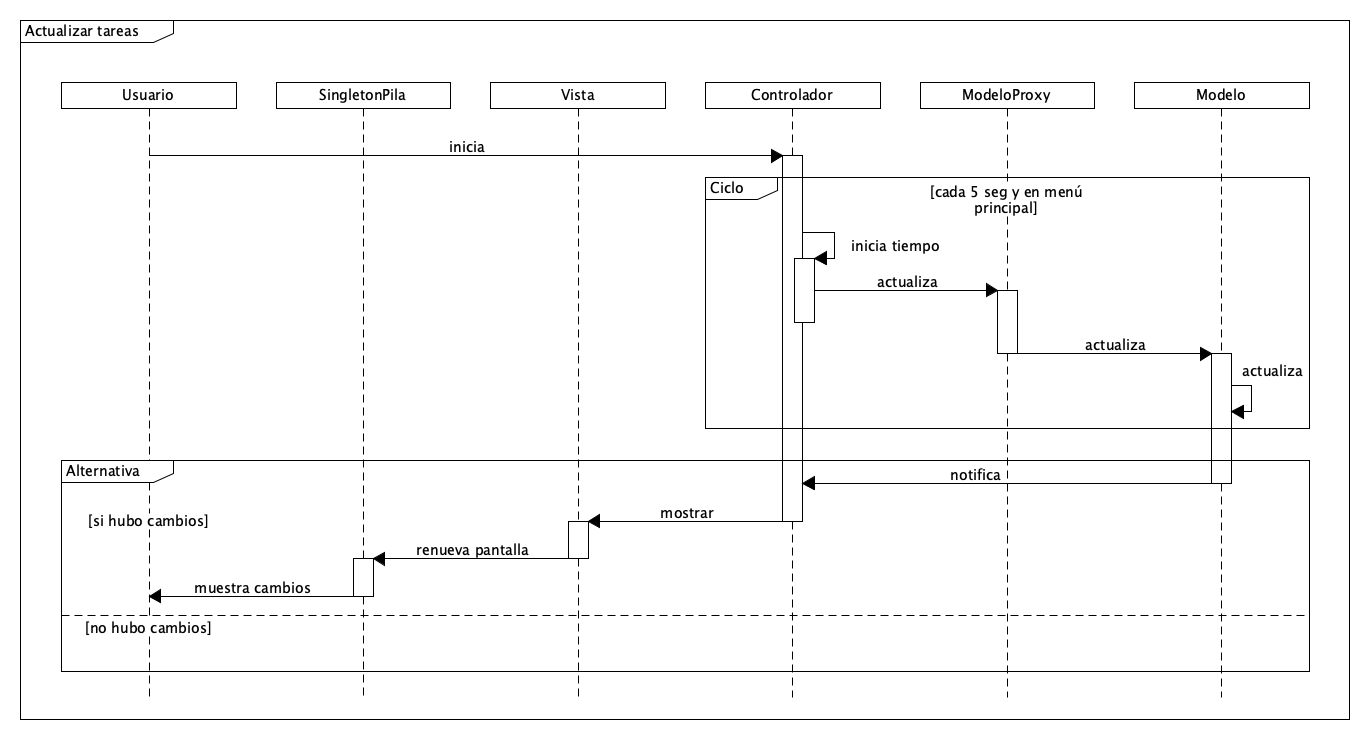 Actualizar tareas
Usuario
SingletonPila
Vista
Controlador
ModeloProxy
Modelo
inicia
Ciclo
[cada 5 seg y en menú
principal]
inicia tiempo
actualiza
actualiza
actualiza
Alternativa
notifica
[si hubo cambios]
mostrar
renueva pantalla
muestra cambios
[no hubo cambios]